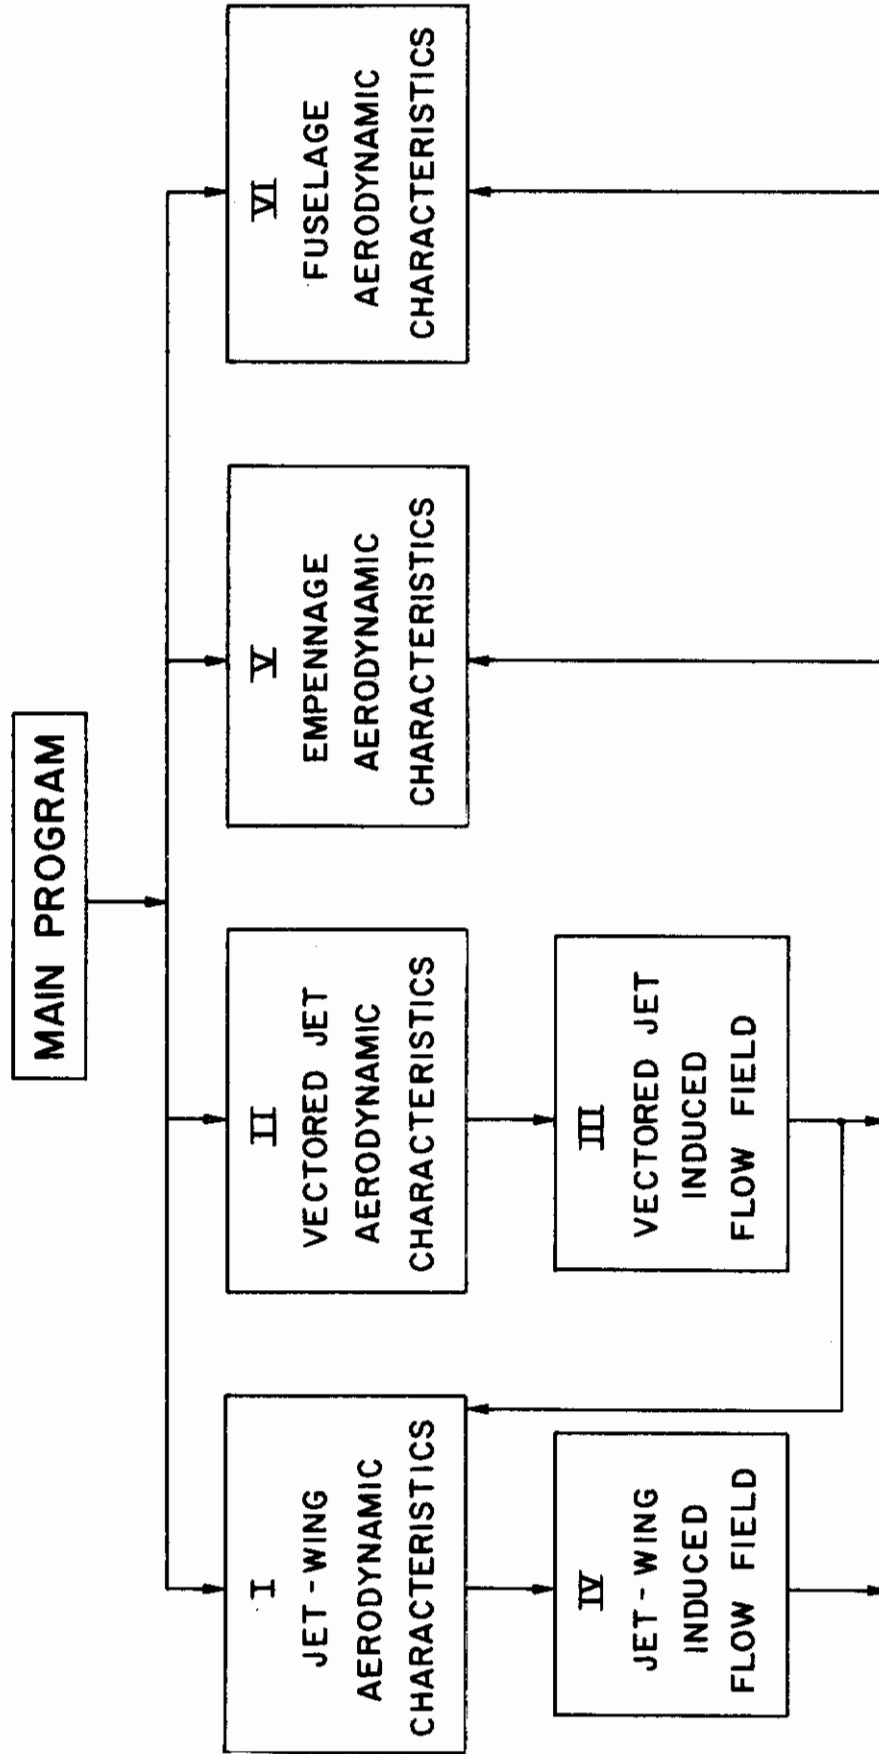 MAIN PROGRAM
I
JET-WING
AERODYNAMIC
CHARACTERISTICS
II
VECTORED JET
AERODYNAMIC
CHARACTERISTICS
V
EMPENNAGE
AERODYNAMIC
CHARACTERISTICS
VI
FUSELAGE
AERODYNAMIC
CHARACTERISTICS
IV
JET-WING
INDUCED
FLOW FIELD
III
VECTORED JET
INDUCED
FLOW FIELD